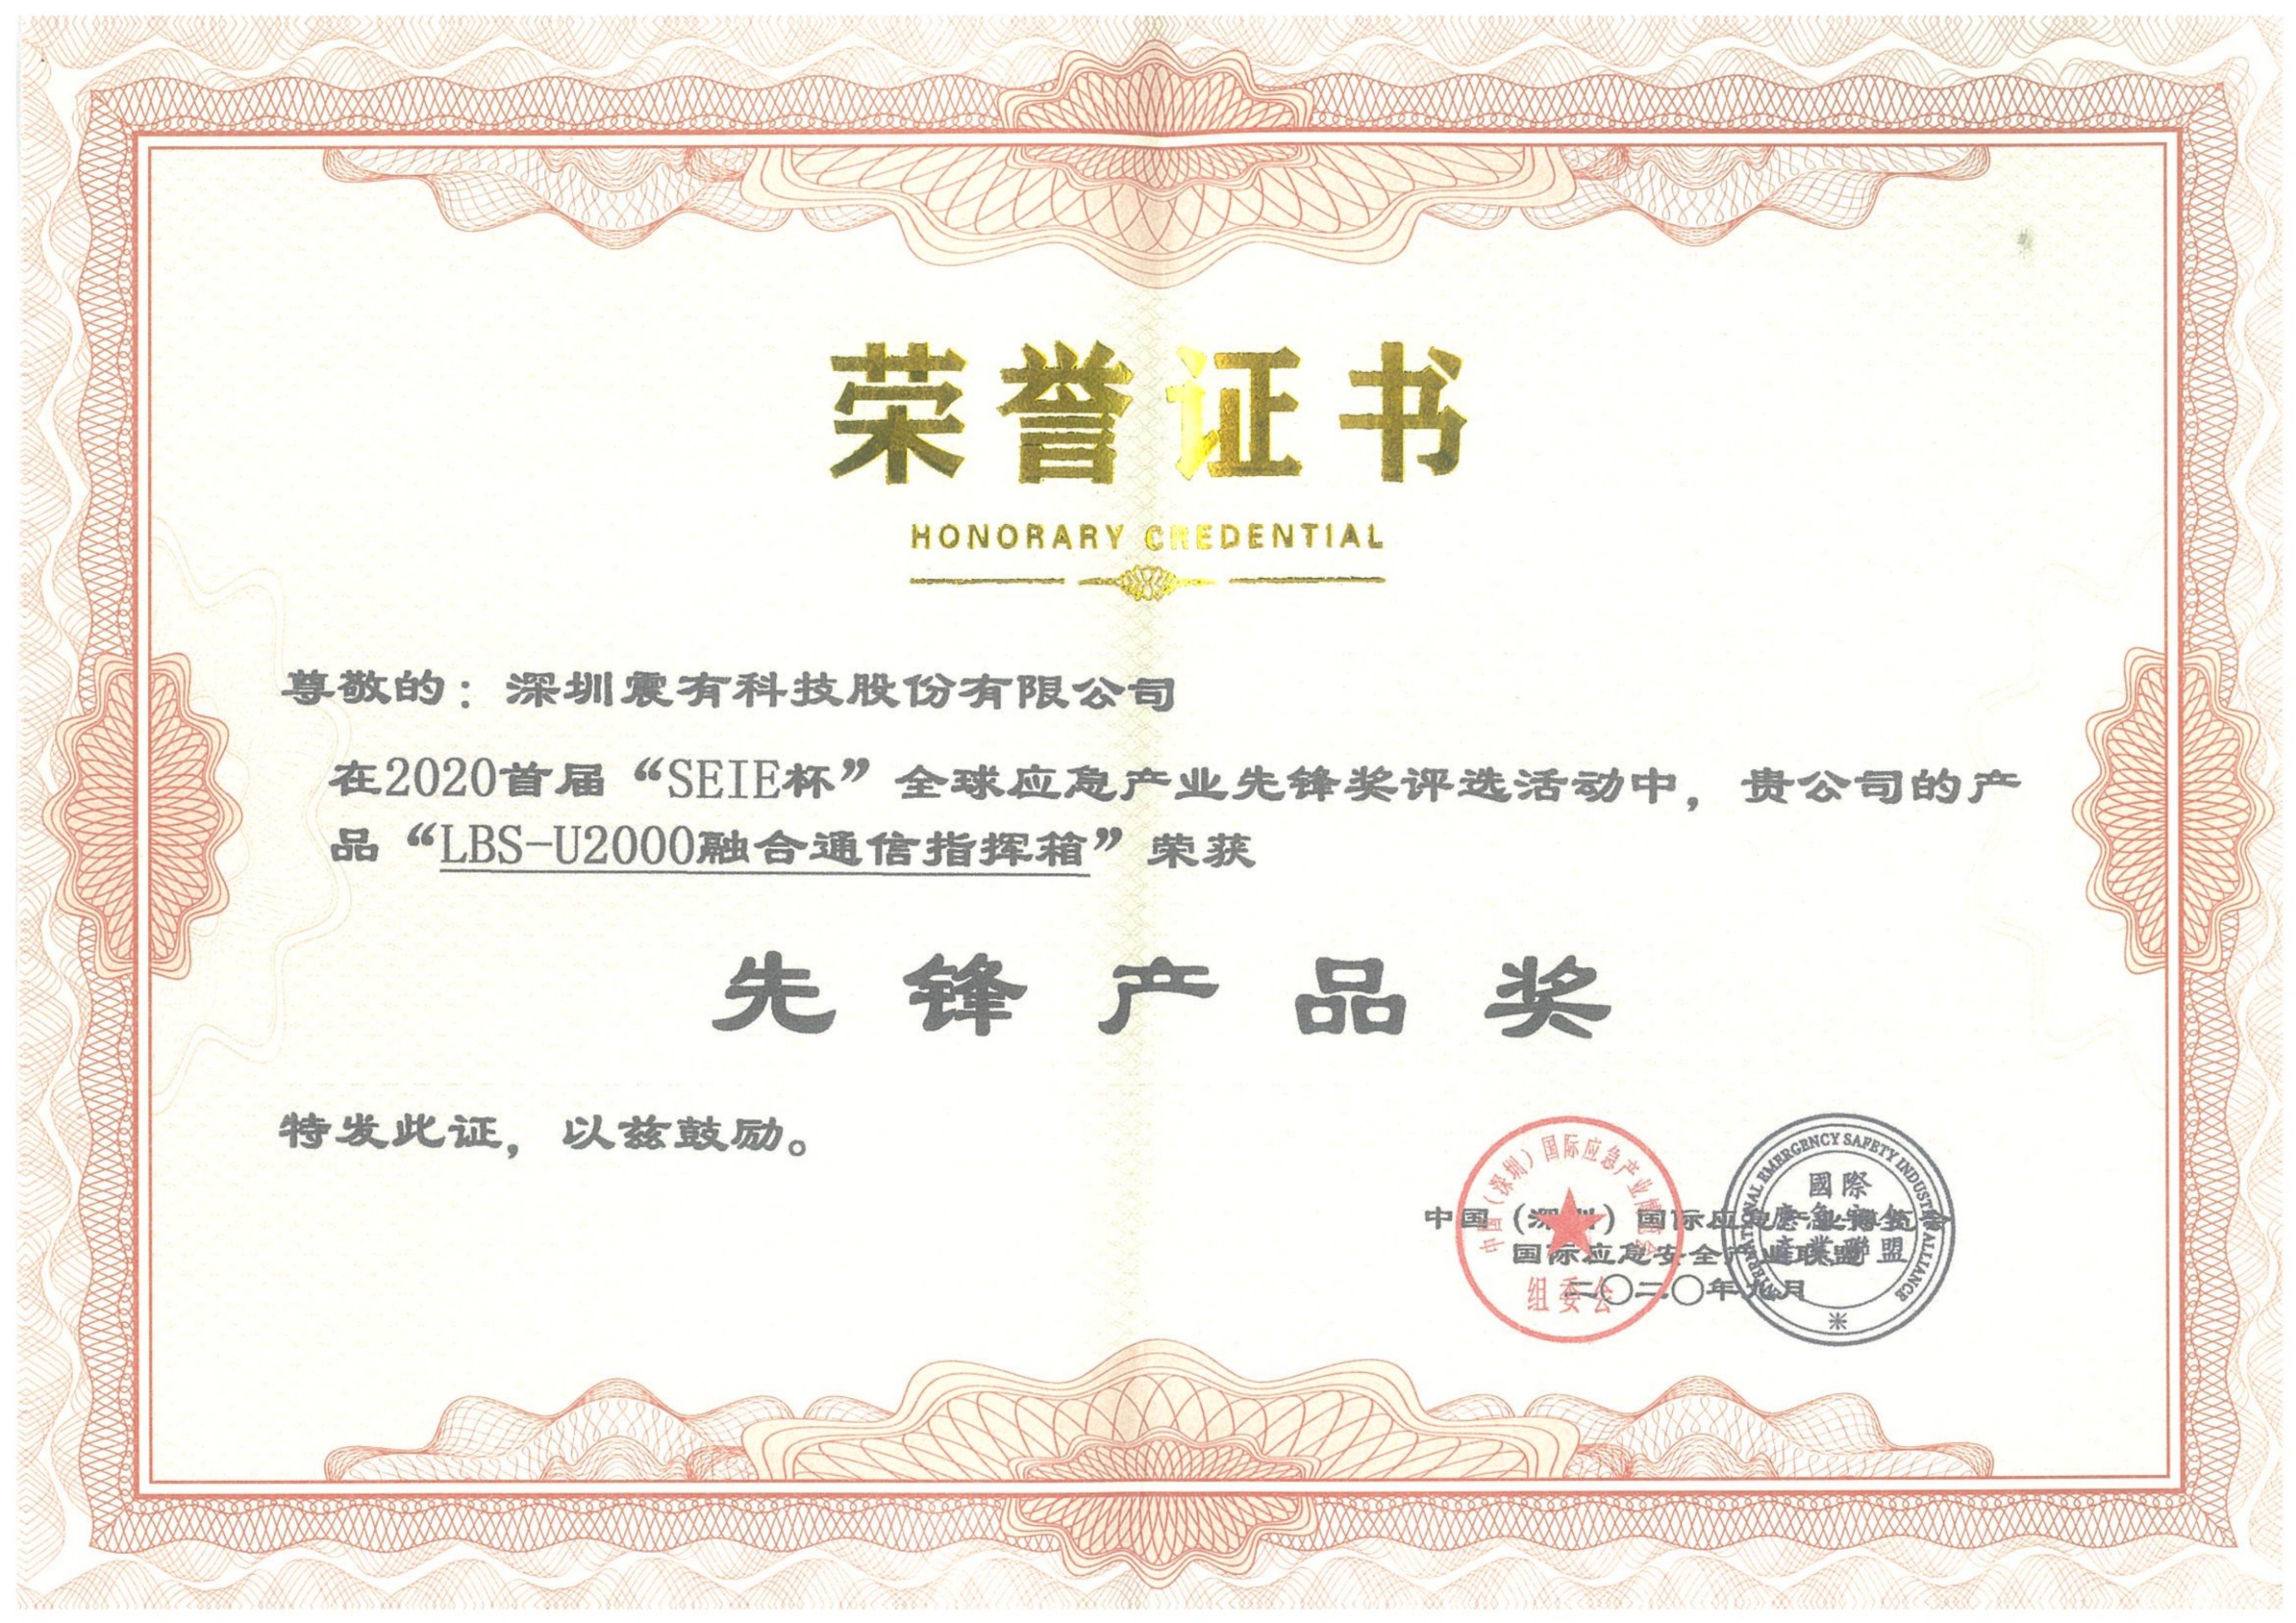 荣誉证书
HONORARY CREDENTIAL
尊敬的：深圳震有科技股份有限公司
在2020首届“SEIE杯”全球应急产业先锋奖评选活动中，贵公司的产
品“LBS-U2000融合通信指挥箱”荣获
先锋产品奖
特发此证，以兹鼓励。
中国（深圳）国际应急产业博览会
国际应急安全产业联盟
二〇二〇年九月
中国（深圳）国际应急产业博览会
组委会
INTERNATIONAL EMERGENCY SAFETY INDUSTRIAL ALLIANCE
國際
應急安全
產業聯盟